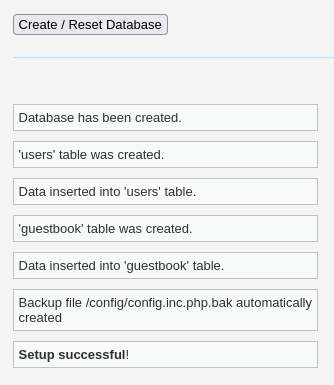 Create / Reset Database
Database has been created.
'users' table was created.
Data inserted into 'users' table.
'guestbook' table was created.
Data inserted into 'guestbook' table.
Backup file /config/config.inc.php.bak automatically
created
Setup successful!